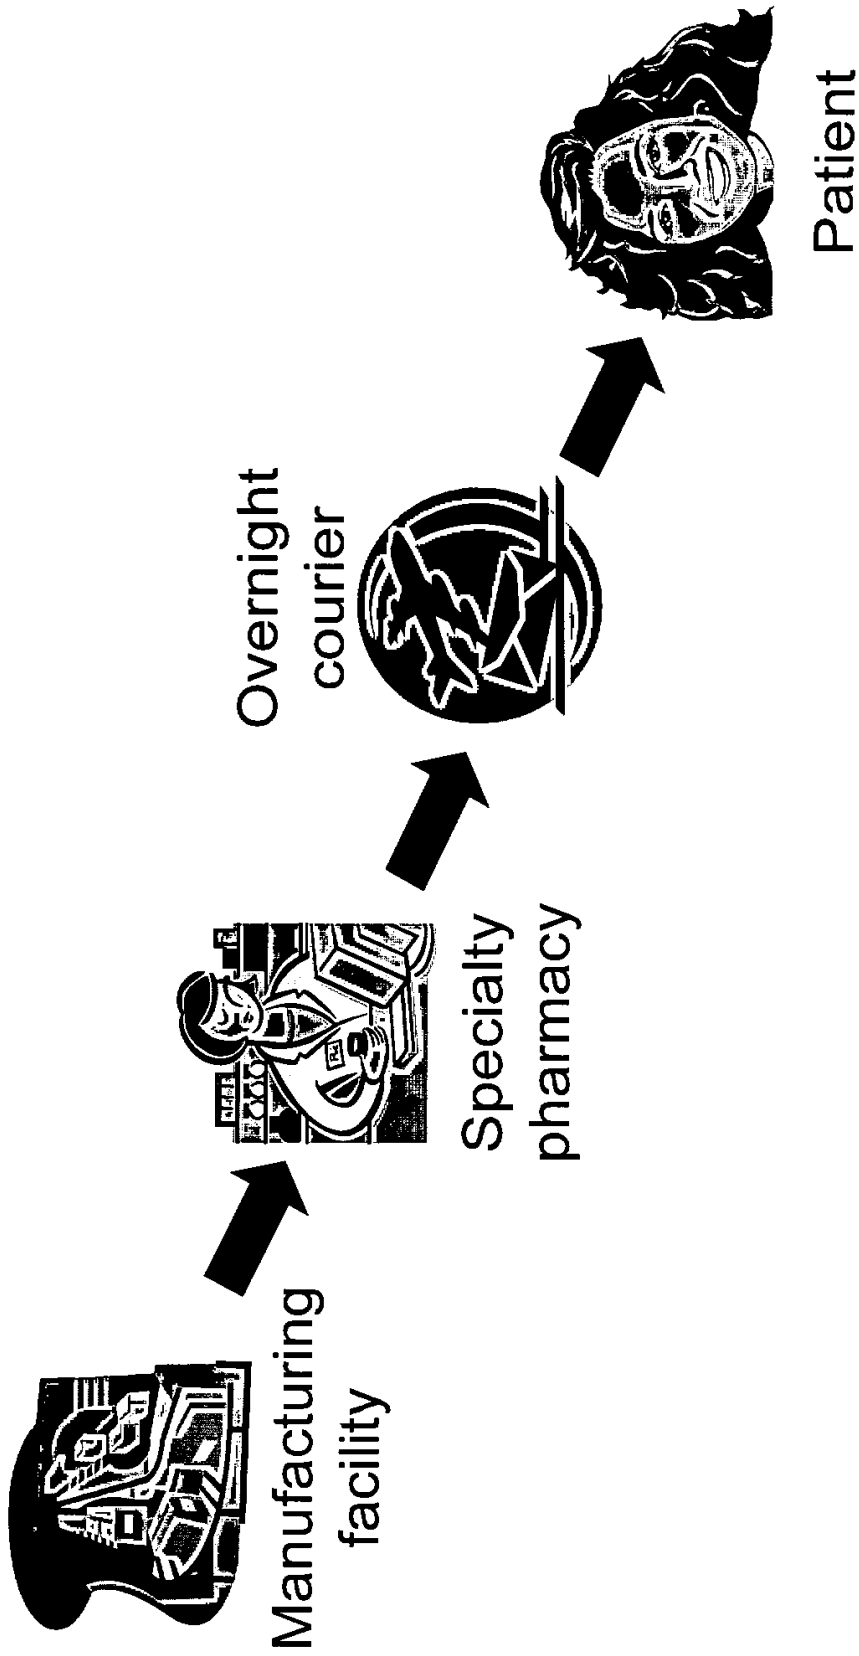 Manufacturing
facility
Specialty
pharmacy
Overnight
courier
Patient